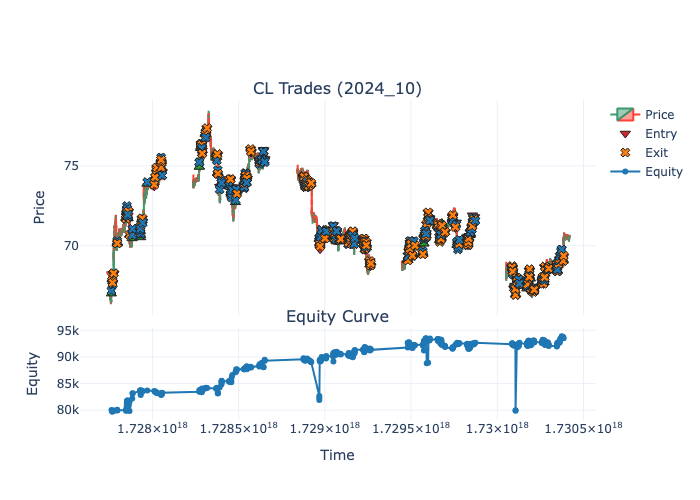 CL Trades (2024_10)
Price
Entry
Exit
Equity
75
70
Price
Equity Curve
95k
90k
85k
80k
Equity
1.728×10¹⁸
1.7285×10¹⁸
1.729×10¹⁸
1.7295×10¹⁸
1.73×10¹⁸
1.7305×10¹⁸
Time